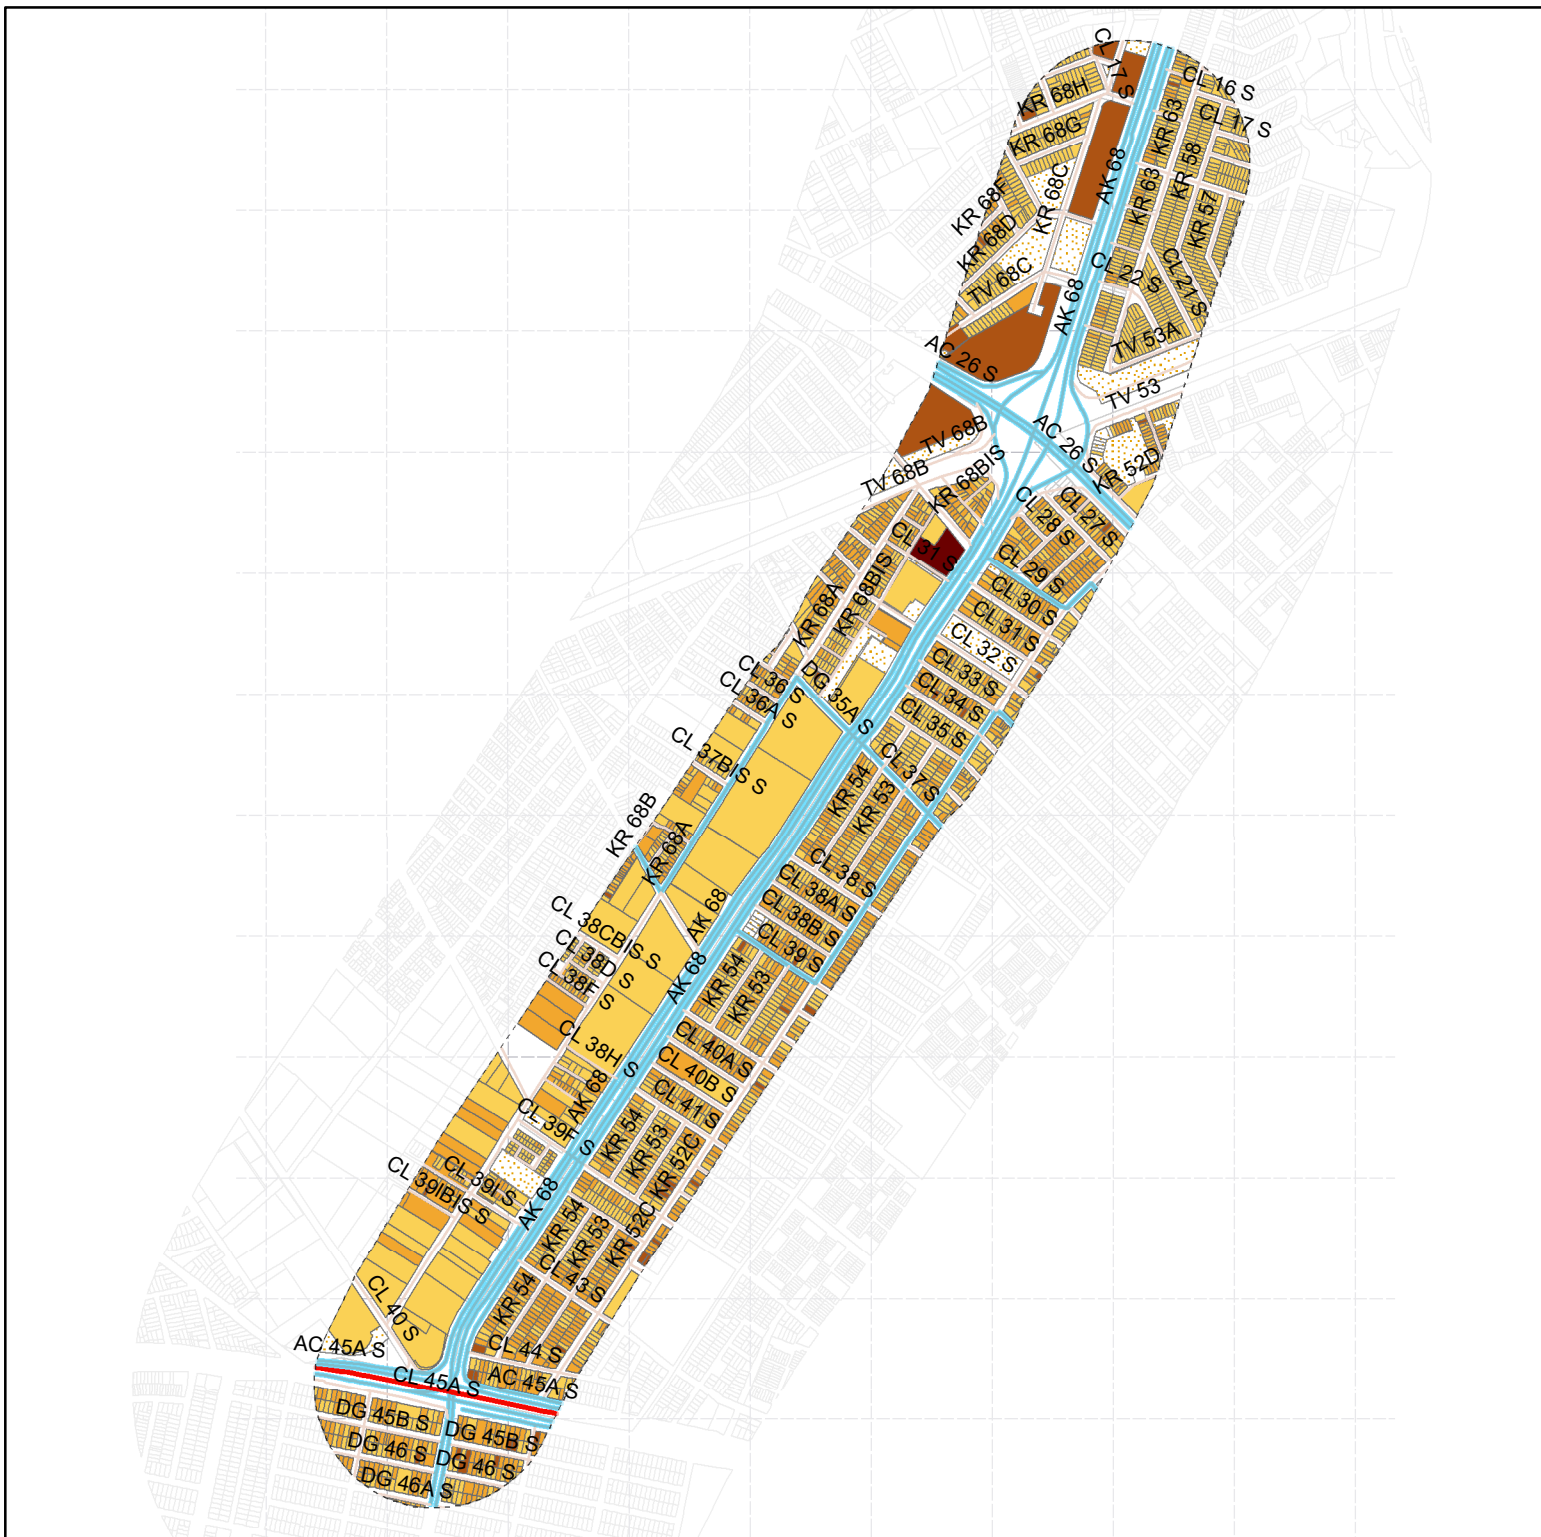 CL 17 S
CL 16 S
KR 68H
CL 17 S
KR 63
KR 68G
KR 58
AK 68
KR 68C
KR 63
KR 68F
KR 57
KR 68D
CL 22 S
CL 21 S
TV 68C
AK 68
TV 53A
AC 26 S
TV 53
TV 68B
AC 26 S
KR 52D
TV 68B
KR 68BIS
CL 28 S
CL 27 S
CL 31 S
CL 29 S
KR 68BIS
CL 30 S
KR 68A
CL 31 S
CL 32 S
CL 33 S
CL 36 S
DG 35A S
CL 34 S
CL 36A S
CL 35 S
CL 37BIS S
CL 37 S
KR 54
KR 53
KR 68B
KR 68A
CL 38 S
CL 38A S
AK 68
CL 38B S
CL 38CBIS S
CL 39 S
CL 38D S
AK 68
KR 54
CL 38F S
KR 53
CL 38H S
CL 40A S
CL 40B S
AK 68
CL 41 S
CL 39F S
KR 54
KR 53
KR 52C
CL 39I S
CL 39IBIS S
AK 68
KR 54
KR 53
KR 52C
CL 43 S
KR 54
CL 40 S
AC 45A S
CL 44 S
CL 45A S
AC 45A S
DG 45B S
DG 45B S
DG 46 S
DG 46 S
DG 46A S